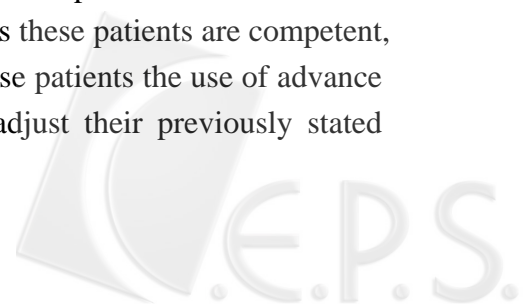 s these patients are competent,
se patients the use of advance
adjust their previously stated
C.E.P.S.